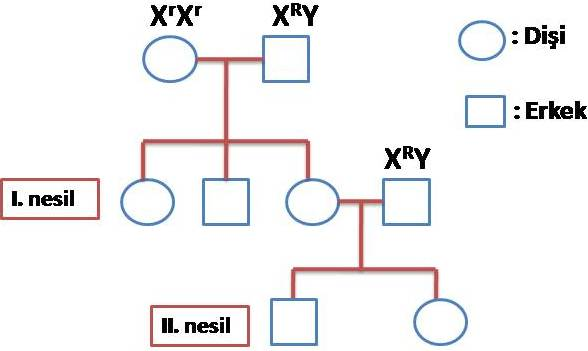 XʳXʳ XᴿY
: Dişi
: Erkek
XᴿY
I. nesil
II. nesil